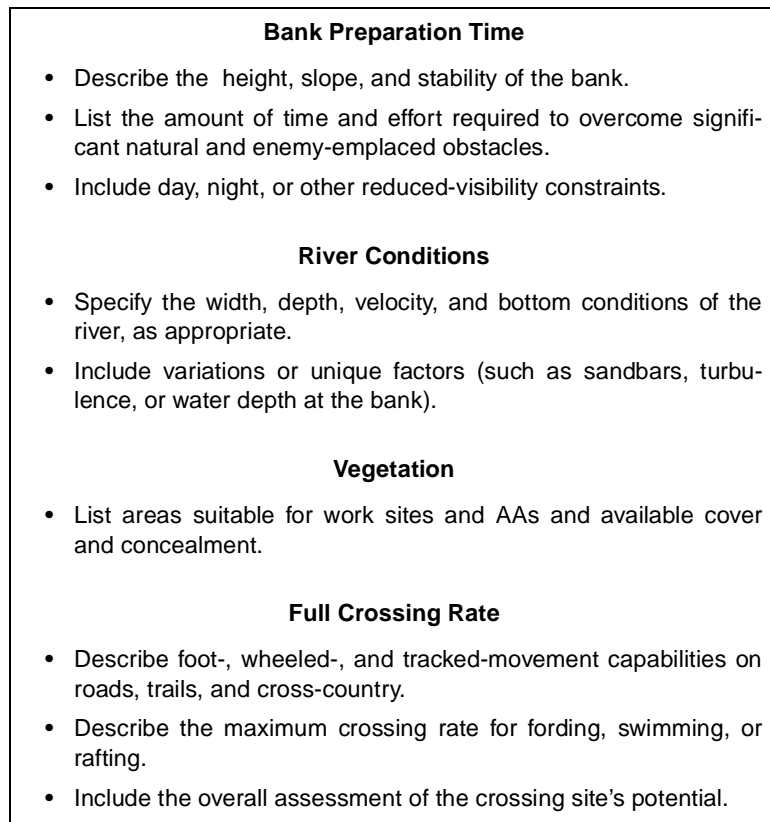 Bank Preparation Time
• Describe the height, slope, and stability of the bank.
• List the amount of time and effort required to overcome signifi-
cant natural and enemy-emplaced obstacles.
• Include day, night, or other reduced-visibility constraints.
River Conditions
• Specify the width, depth, velocity, and bottom conditions of the
river, as appropriate.
• Include variations or unique factors (such as sandbars, turbu-
lence, or water depth at the bank).
Vegetation
• List areas suitable for work sites and AAs and available cover
and concealment.
Full Crossing Rate
• Describe foot-, wheeled-, and tracked-movement capabilities on
roads, trails, and cross-country.
• Describe the maximum crossing rate for fording, swimming, or
rafting.
• Include the overall assessment of the crossing site's potential.